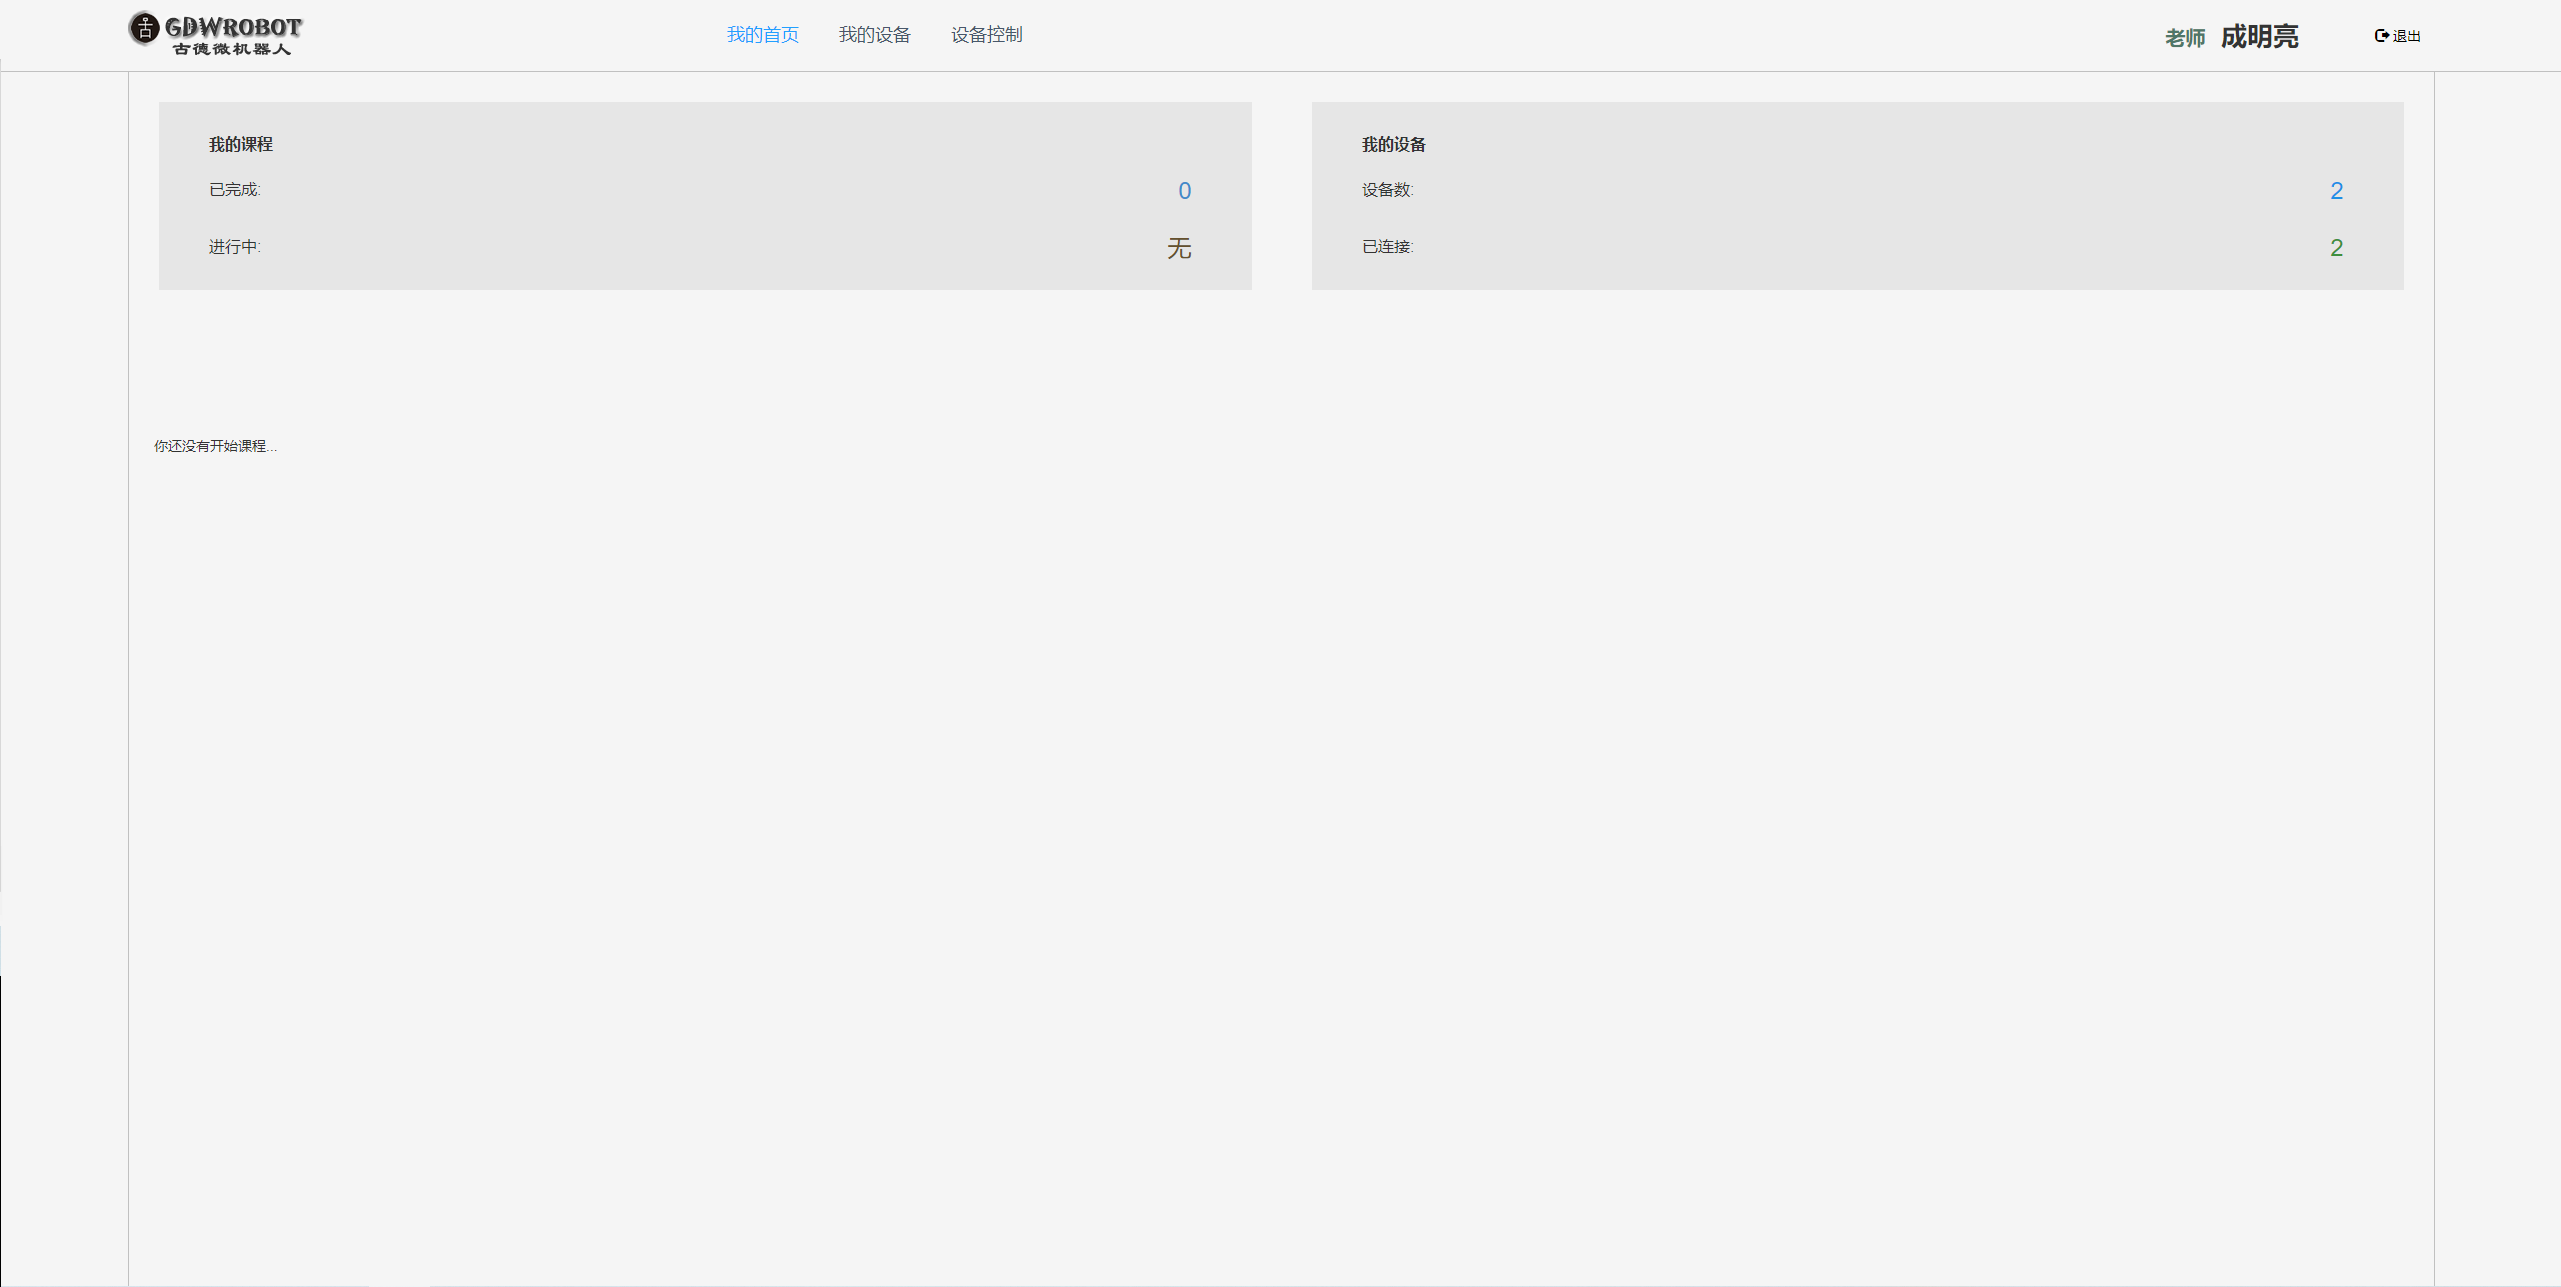 古 GDWROBOT
古德微机器人
我的首页 我的设备 设备控制
老师 成明亮 退出
我的课程
已完成: 0
进行中: 无
我的设备
设备数: 2
已连接: 2
你还没有开始课程...